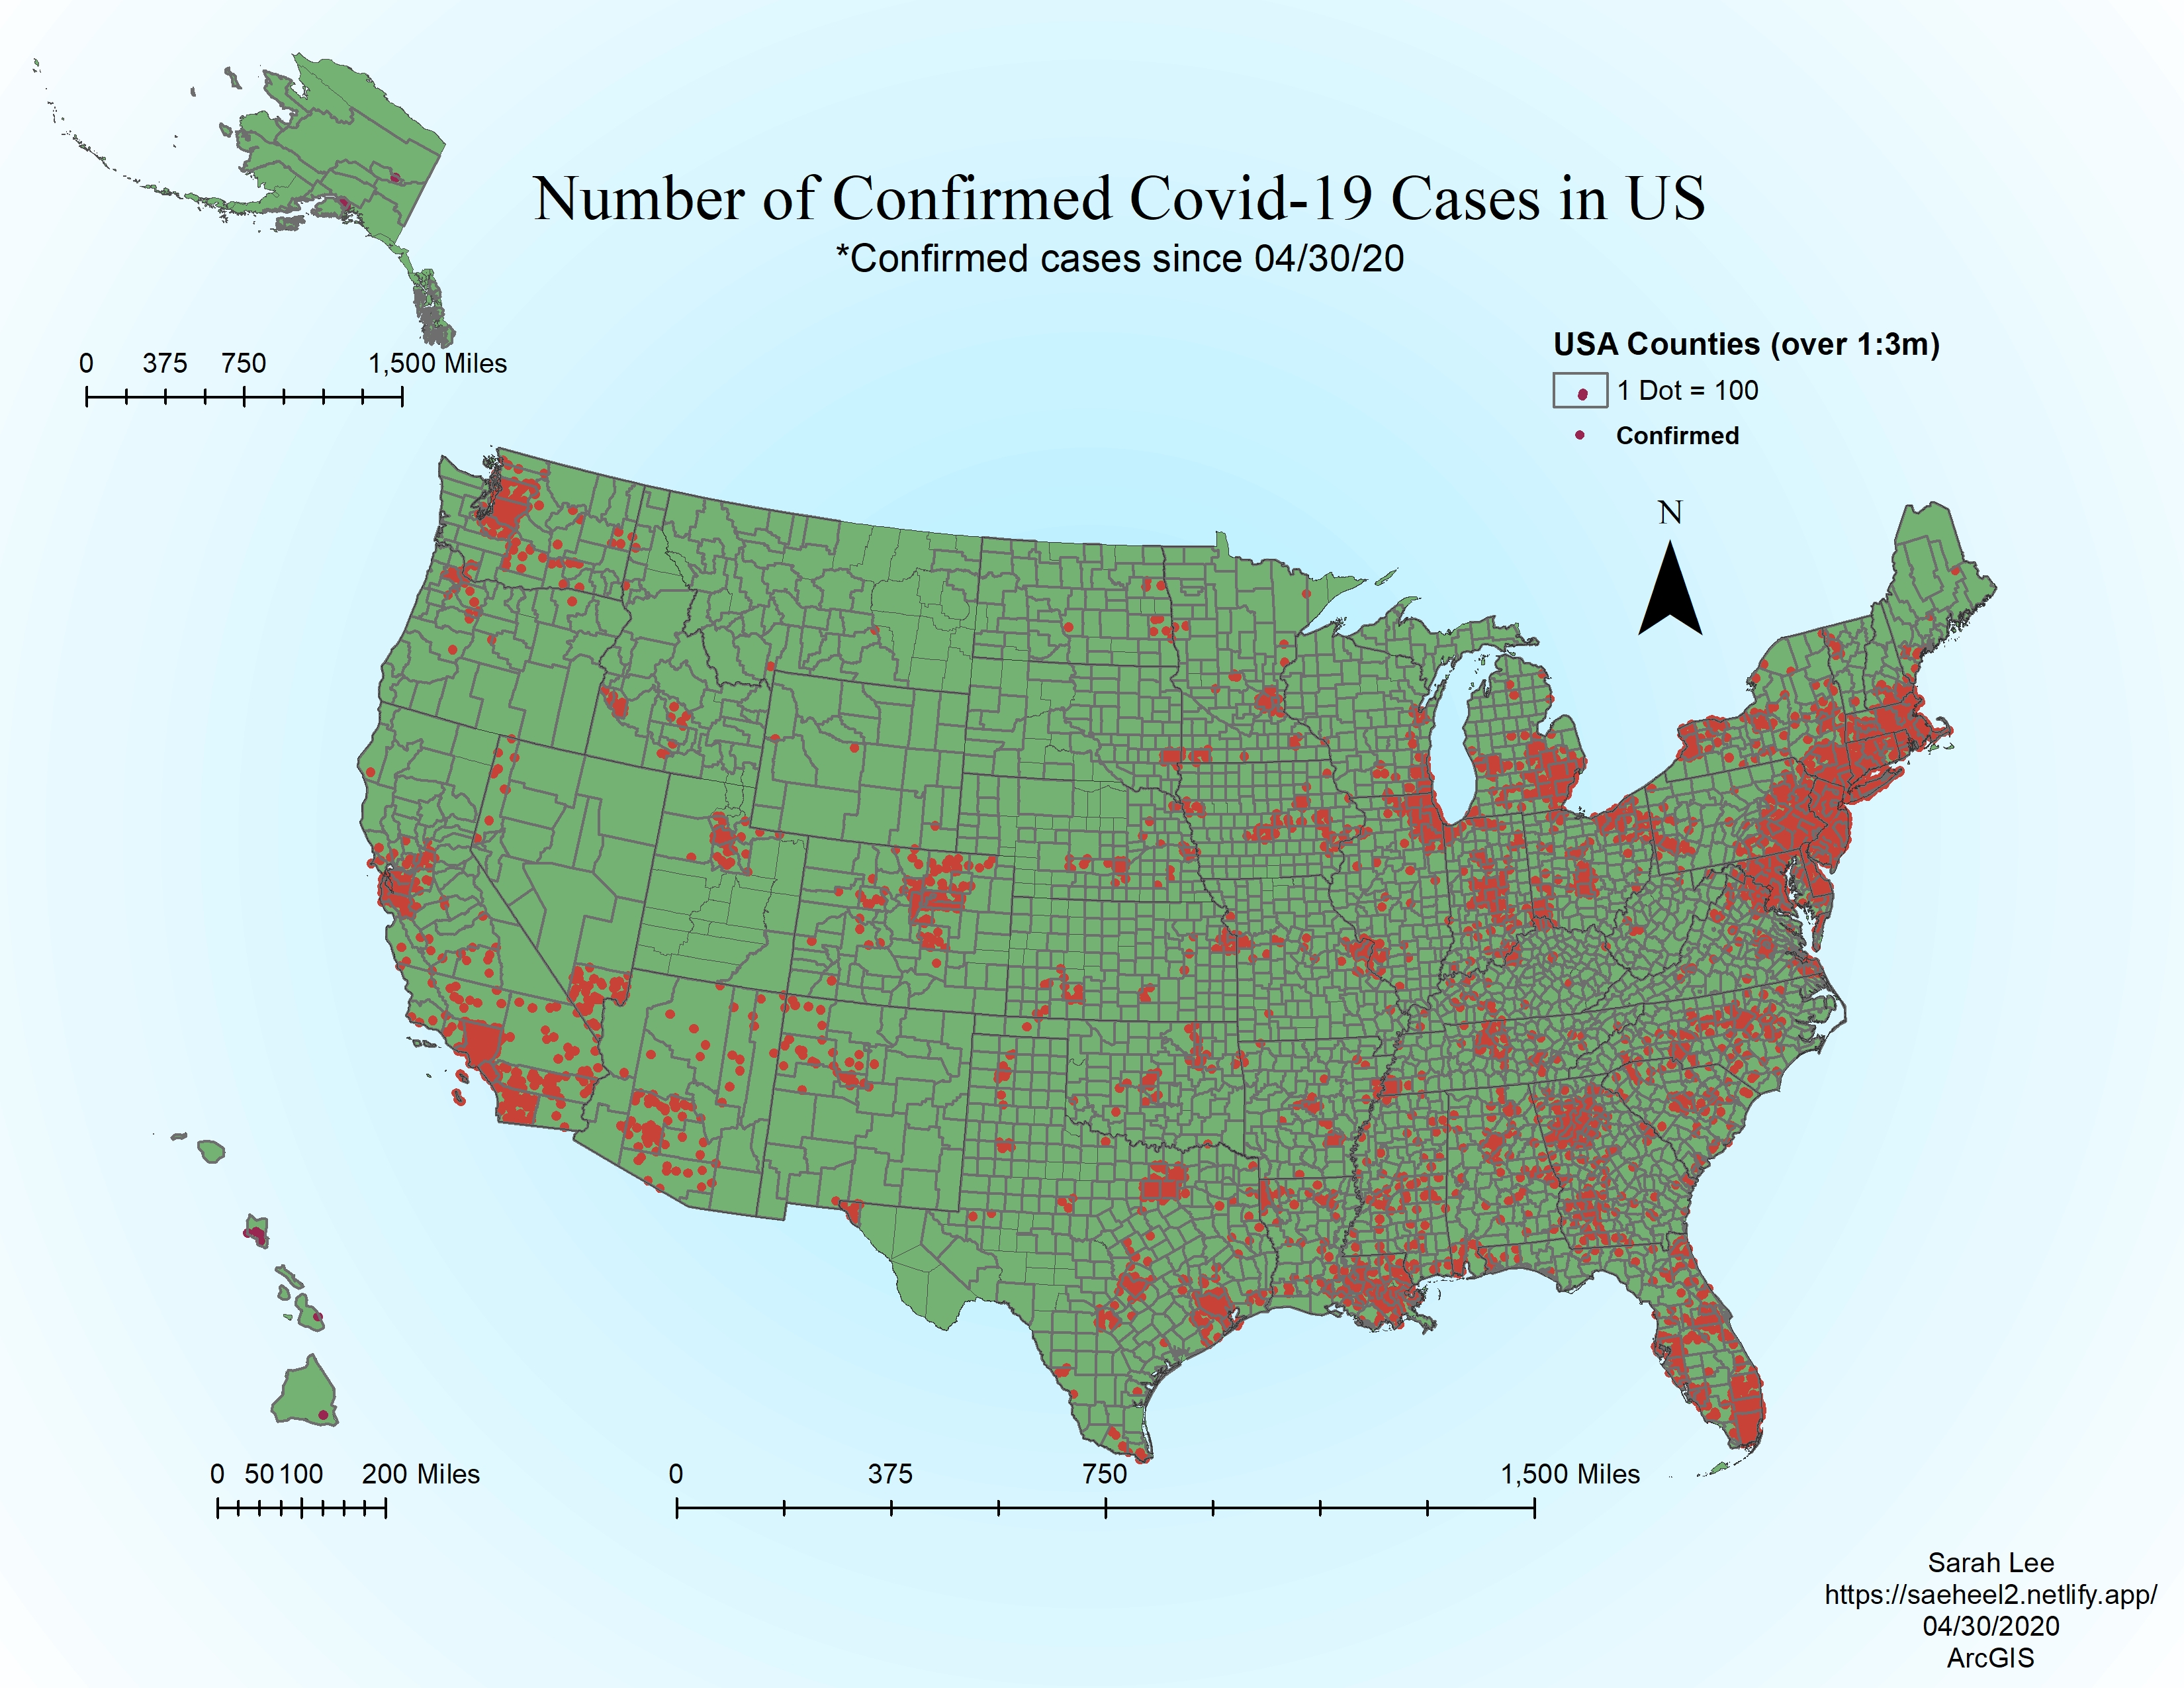 Number of Confirmed Covid-19 Cases in US
*Confirmed cases since 04/30/20
0 375 750 1,500 Miles
USA Counties (over 1:3m)
1 Dot = 100
Confirmed
N
0 50 100 200 Miles
0 375 750 1,500 Miles
Sarah Lee
https://saeheel2.netlify.app/
04/30/2020
ArcGIS